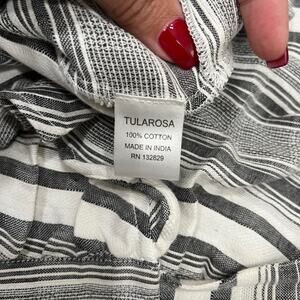 TULAROSA
100% COTTON
MADE IN INDIA
RN 132829